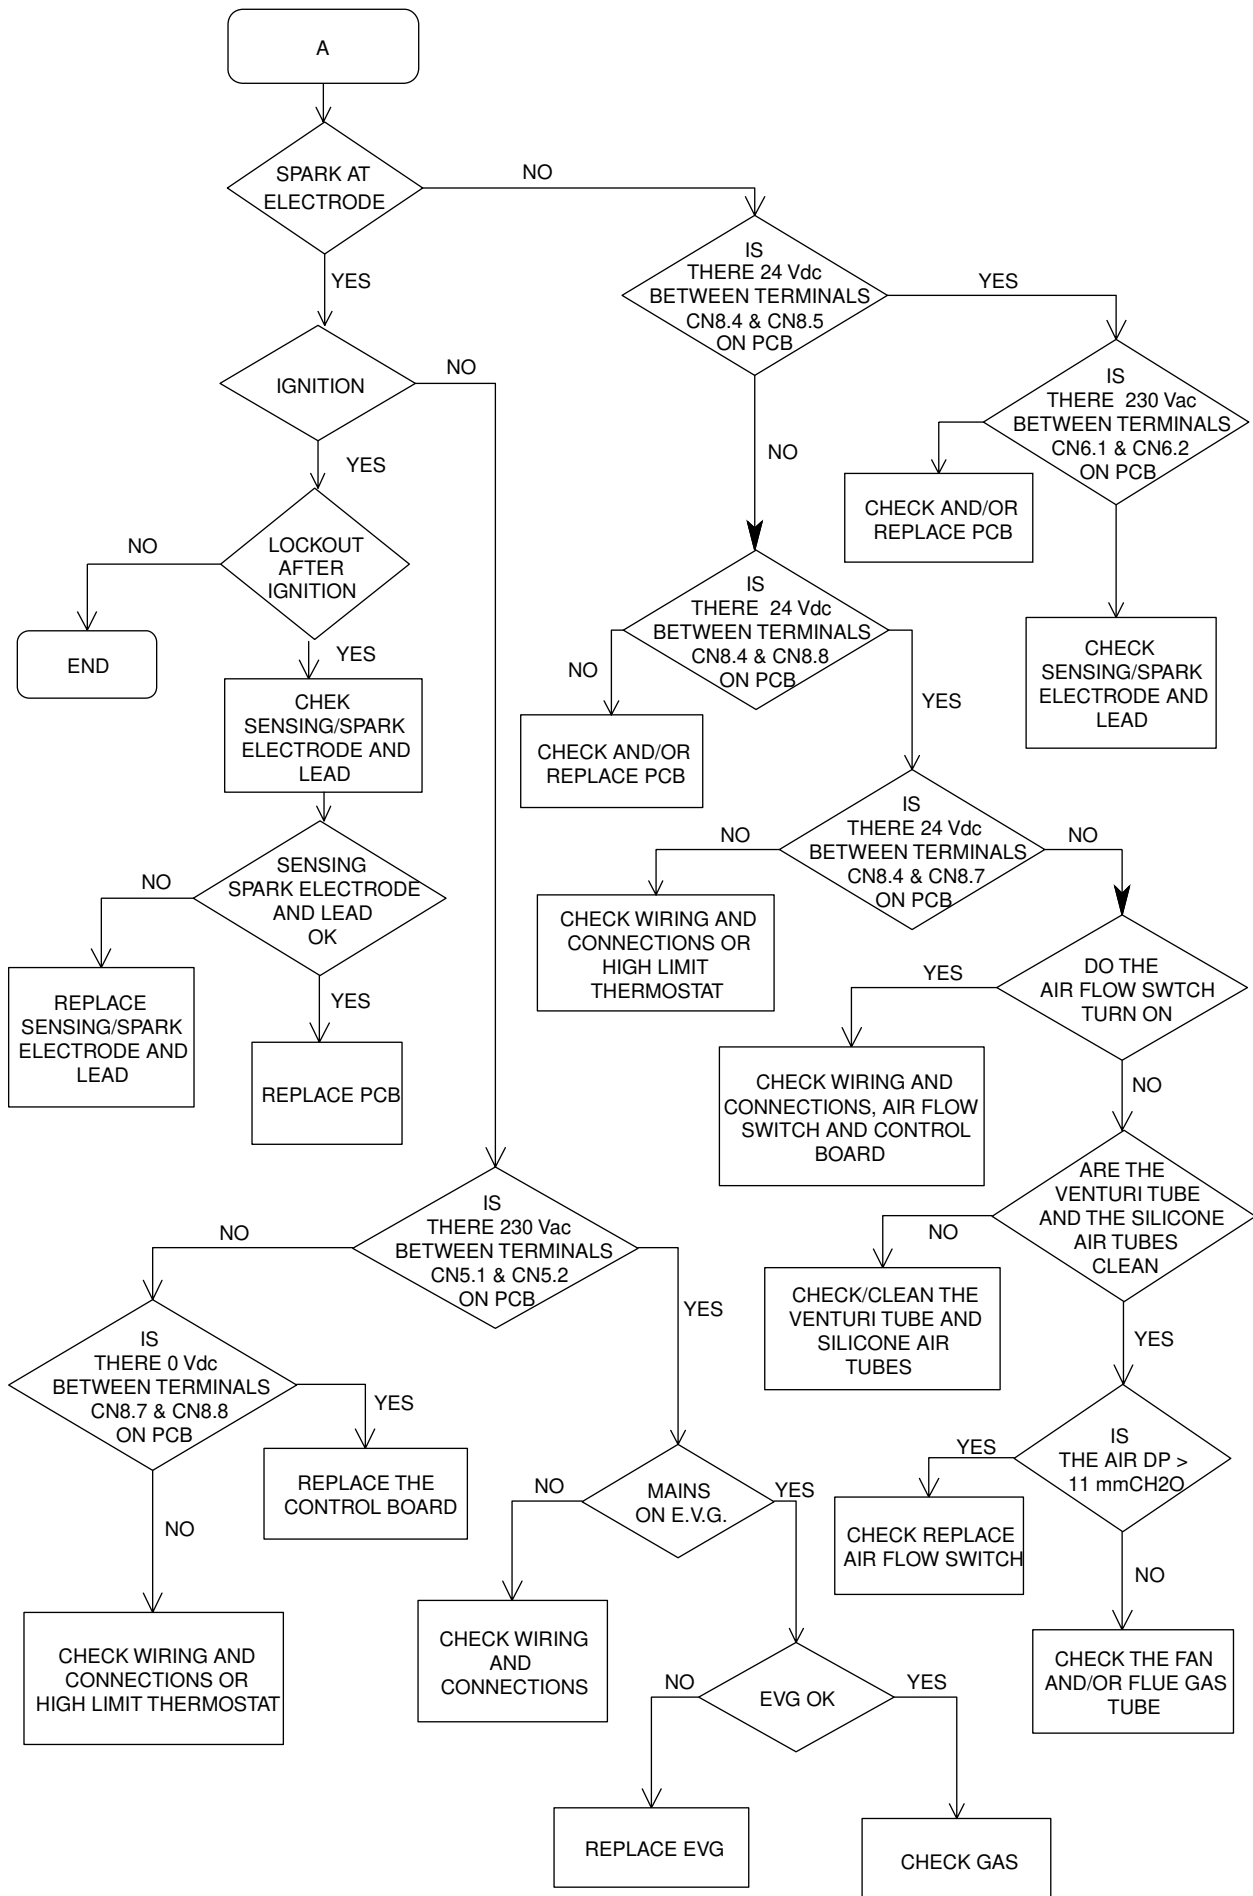 A
SPARK AT
ELECTRODE
NO
YES
IS
THERE 24 Vdc
BETWEEN TERMINALS
CN8.4 & CN8.5
ON PCB
YES
NO
IGNITION
NO
YES
IS
THERE 230 Vac
BETWEEN TERMINALS
CN6.1 & CN6.2
ON PCB
CHECK AND/OR
REPLACE PCB
CHECK
SENSING/SPARK
ELECTRODE AND
LEAD
LOCKOUT
AFTER
IGNITION
NO
END
YES
CHEK
SENSING/SPARK
ELECTRODE AND
LEAD
SENSING
SPARK ELECTRODE
AND LEAD
OK
NO
REPLACE
SENSING/SPARK
ELECTRODE AND
LEAD
YES
REPLACE PCB
IS
THERE 24 Vdc
BETWEEN TERMINALS
CN8.4 & CN8.8
ON PCB
NO
CHECK AND/OR
REPLACE PCB
YES
IS
THERE 24 Vdc
BETWEEN TERMINALS
CN8.4 & CN8.7
ON PCB
NO
CHECK WIRING AND
CONNECTIONS OR
HIGH LIMIT
THERMOSTAT
NO
DO THE
AIR FLOW SWTCH
TURN ON
YES
CHECK WIRING AND
CONNECTIONS, AIR FLOW
SWITCH AND CONTROL
BOARD
NO
ARE THE
VENTURI TUBE
AND THE SILICONE
AIR TUBES
CLEAN
NO
CHECK/CLEAN THE
VENTURI TUBE AND
SILICONE AIR
TUBES
YES
IS
THE AIR DP >
11 mmCH2O
YES
CHECK REPLACE
AIR FLOW SWITCH
NO
CHECK THE FAN
AND/OR FLUE GAS
TUBE
IS
THERE 230 Vac
BETWEEN TERMINALS
CN5.1 & CN5.2
ON PCB
NO
IS
THERE 0 Vdc
BETWEEN TERMINALS
CN8.7 & CN8.8
ON PCB
YES
REPLACE THE
CONTROL BOARD
NO
CHECK WIRING AND
CONNECTIONS OR
HIGH LIMIT THERMOSTAT
YES
MAINS
ON E.V.G.
NO
CHECK WIRING
AND
CONNECTIONS
YES
EVG OK
NO
REPLACE EVG
YES
CHECK GAS